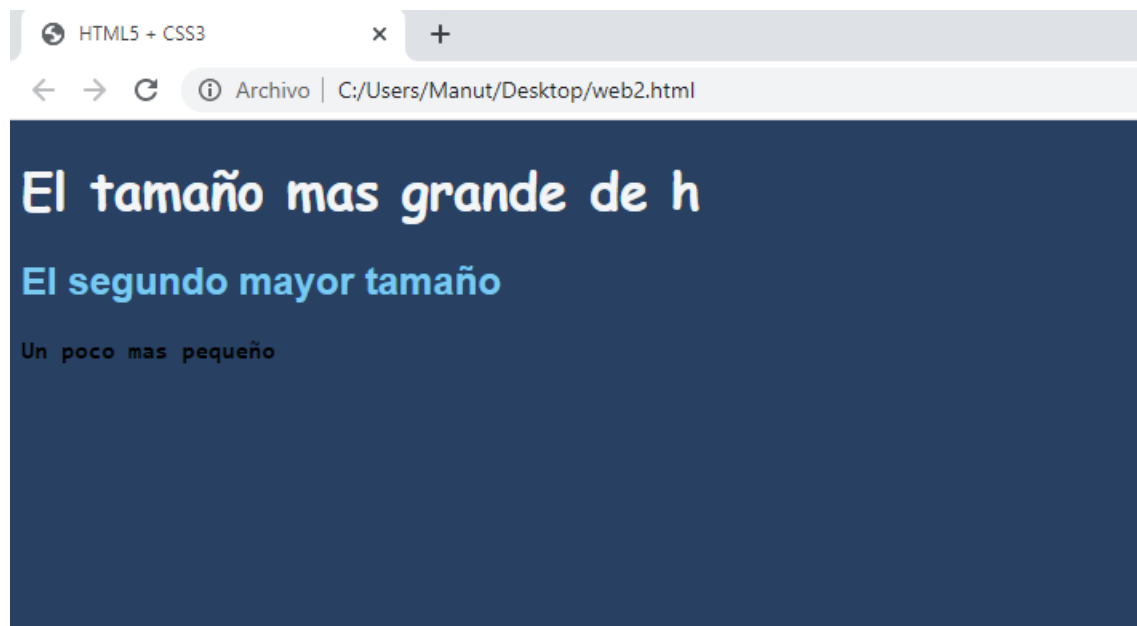 HTML5 + CSS3
Archivo | C:/Users/Manut/Desktop/web2.html
El tamaño mas grande de h
El segundo mayor tamaño
Un poco mas pequeño